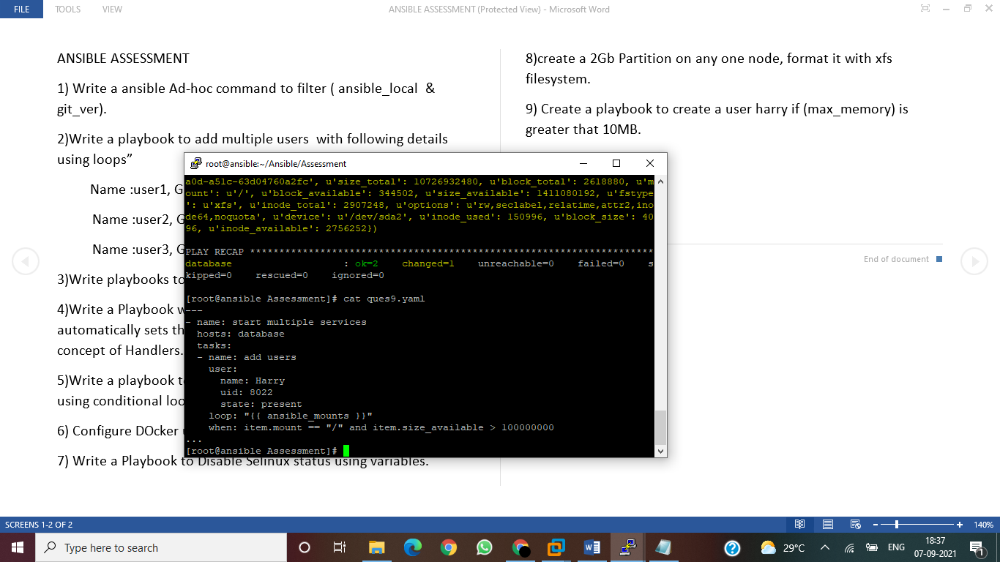 FILE TOOLS VIEW ANSIBLE ASSESSMENT (Protected View) - Microsoft Word
ANSIBLE ASSESSMENT
1) Write a ansible Ad-hoc command to filter ( ansible_local &
git_ver).
2)Write a playbook to add multiple users with following details
using loops”
Name :user1, G
Name :user2, G
Name :user3, G
3)Write playbooks to
4)Write a Playbook w
automatically sets th
concept of Handlers.
5)Write a playbook t
using conditional loo
6) Configure DOcker
7) Write a Playbook to Disable Selinux status using variables.
8)create a 2Gb Partition on any one node, format it with xfs
filesystem.
9) Create a playbook to create a user harry if (max_memory) is
greater that 10MB.
End of document
root@ansible:~/Ansible/Assessment
a0d-a51c-63d04760a2fc', u'size_total': 10726932480, u'block_total': 2618880, u'm
ount': u'/', u'block_available': 344502, u'size_available': 1411080192, u'fstype
': u'xfs', u'inode_total': 2907248, u'options': u'rw,seclabel,relatime,attr2,ino
de64,noquota', u'device': u'/dev/sda2', u'inode_used': 150996, u'block_size': 40
96, u'inode_available': 2756252})
PLAY RECAP *********************************************************************
database : ok=2 changed=1 unreachable=0 failed=0 s
kipped=0 rescued=0 ignored=0
[root@ansible Assessment]# cat ques9.yaml
---
- name: start multiple services
hosts: database
tasks:
- name: add users
user:
name: Harry
uid: 8022
state: present
loop: "{{ ansible_mounts }}"
when: item.mount == "/" and item.size_available > 100000000
...
[root@ansible Assessment]#
SCREENS 1-2 OF 2 140%
Type here to search 29°C ENG 18:37
07-09-2021
1